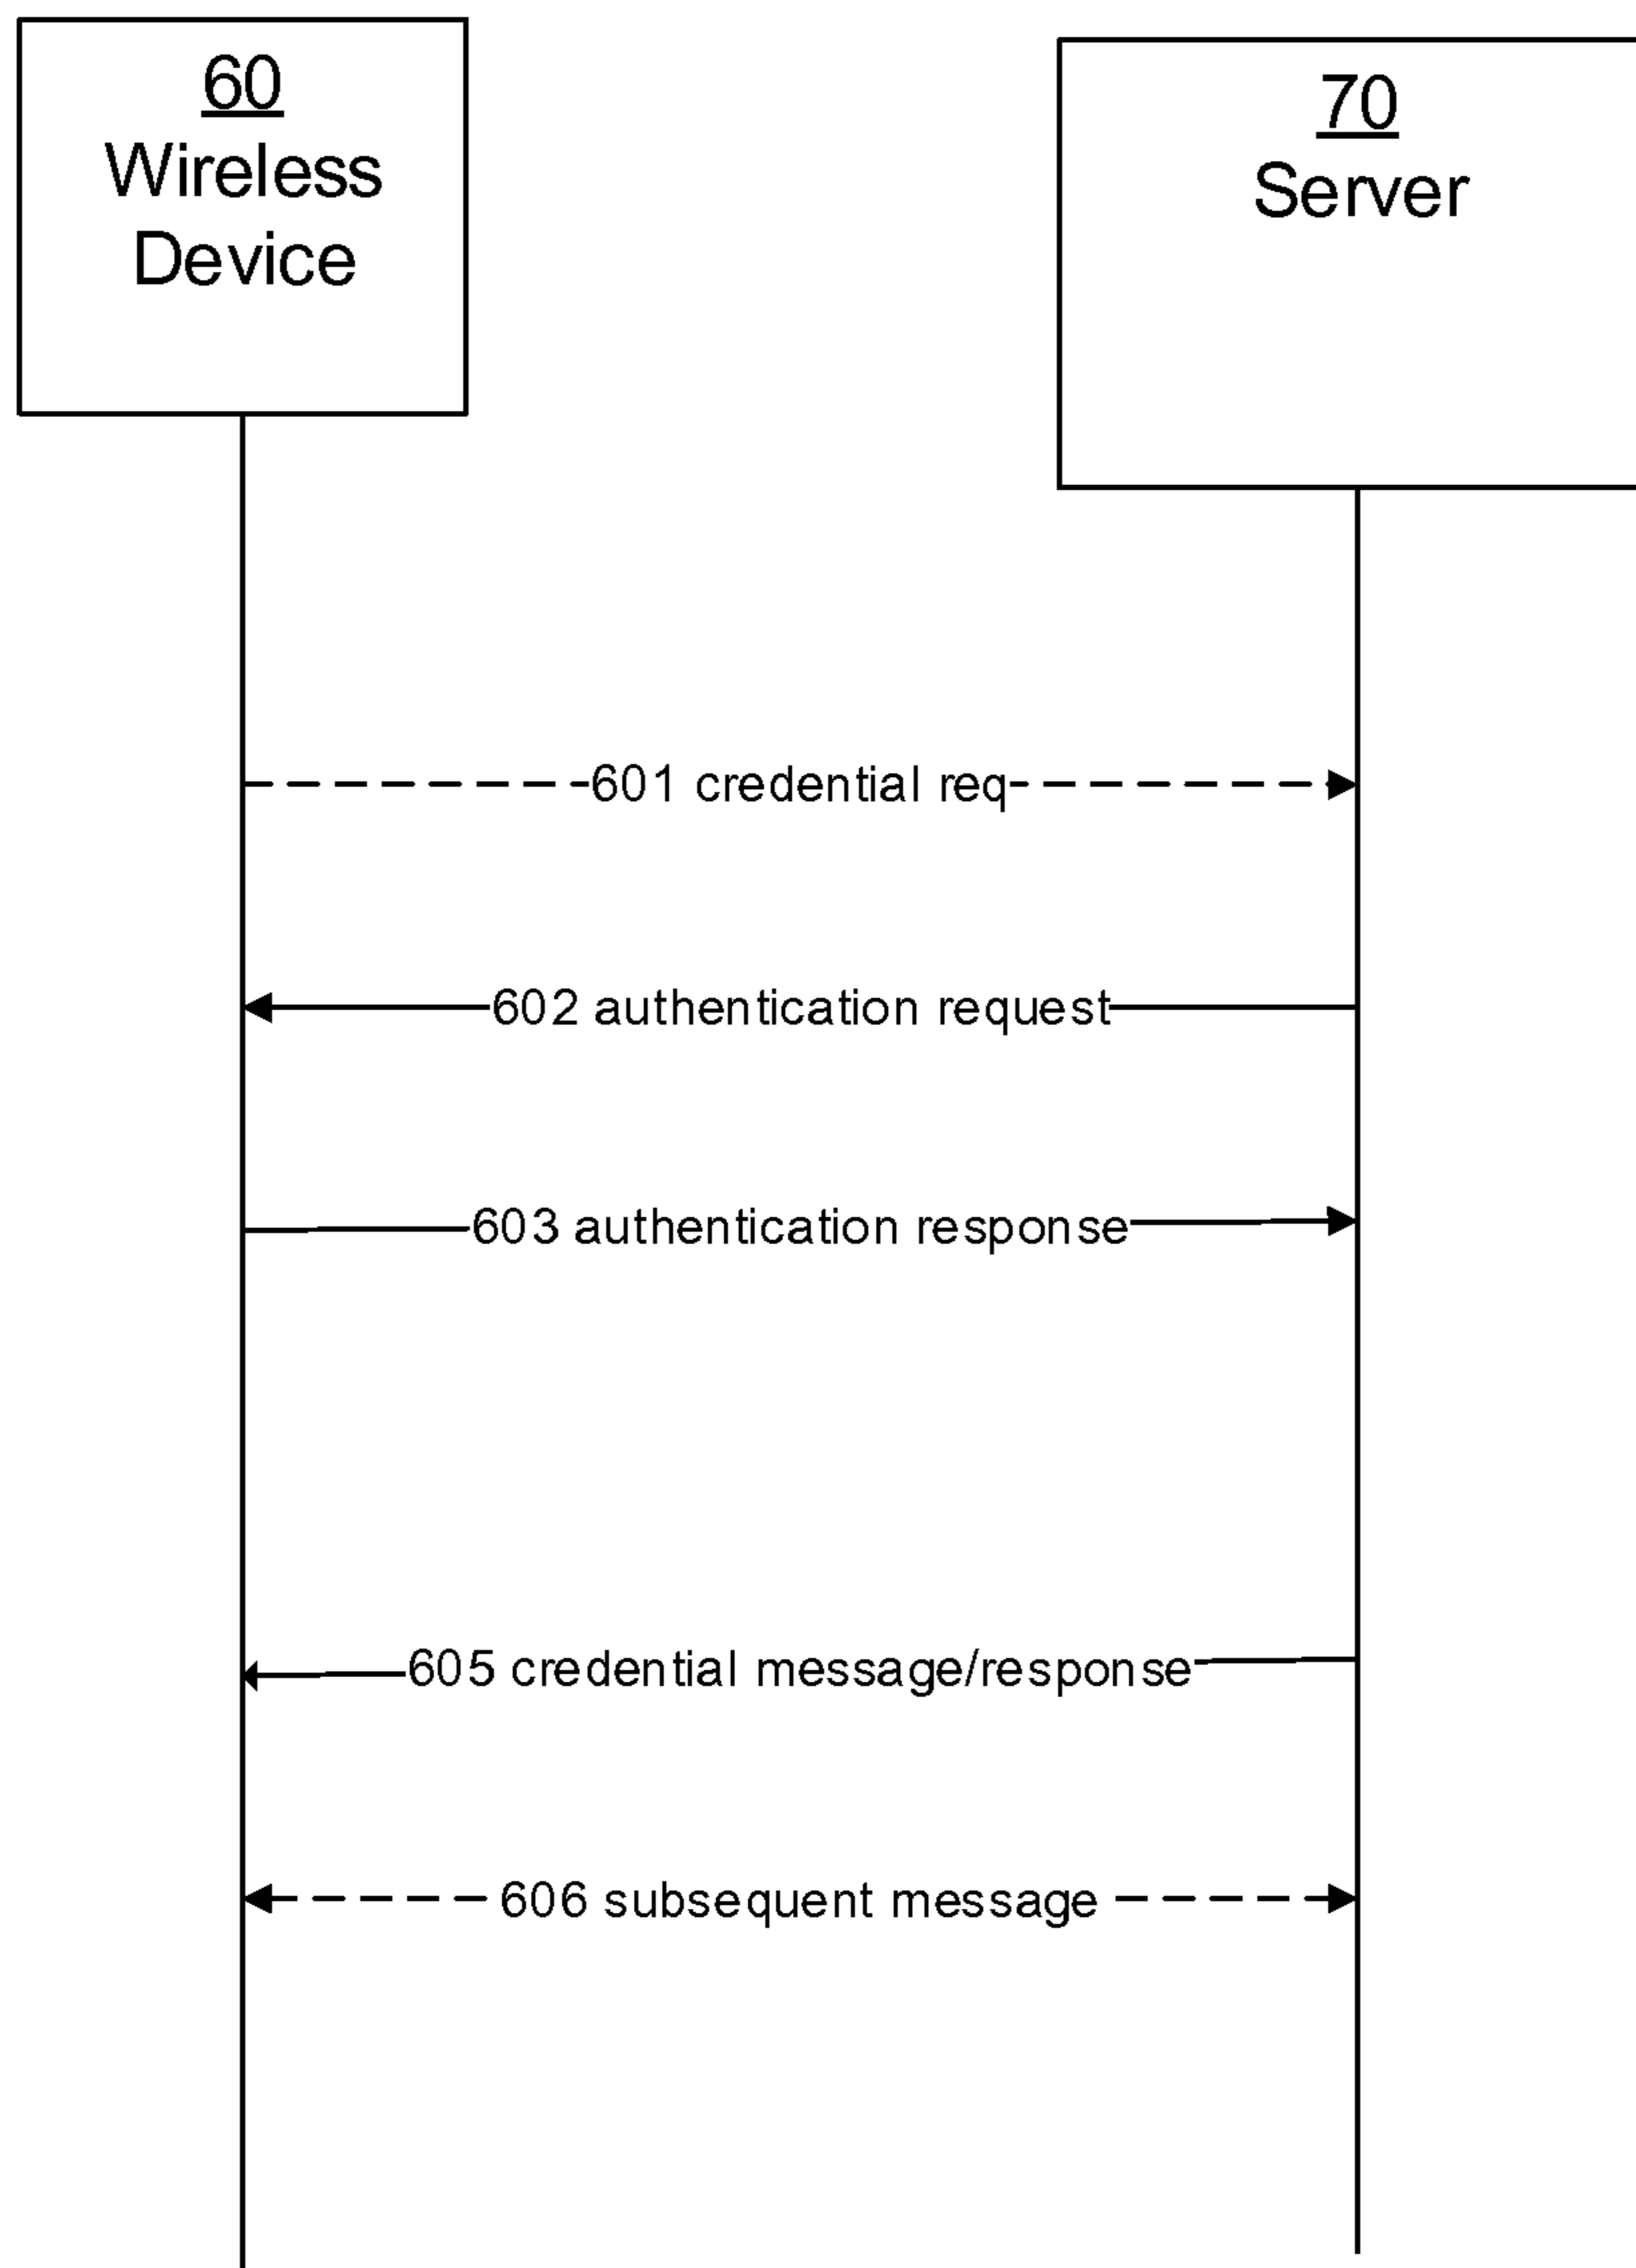 60
Wireless
Device
70
Server
601 credential req
602 authentication request
603 authentication response
605 credential message/response
606 subsequent message